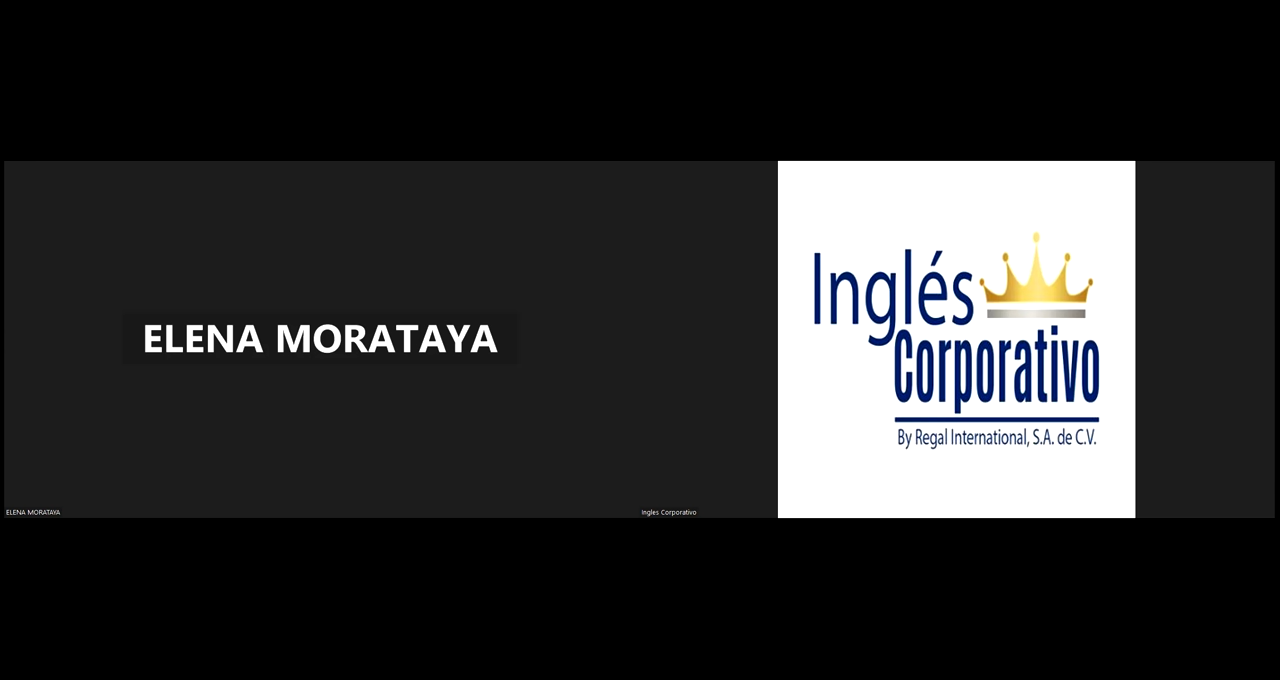 ELENA MORATAYA
ELENA MORATAYA
Inglés
Corporativo
By Regal International, S.A. de C.V.
Ingles Corporativo